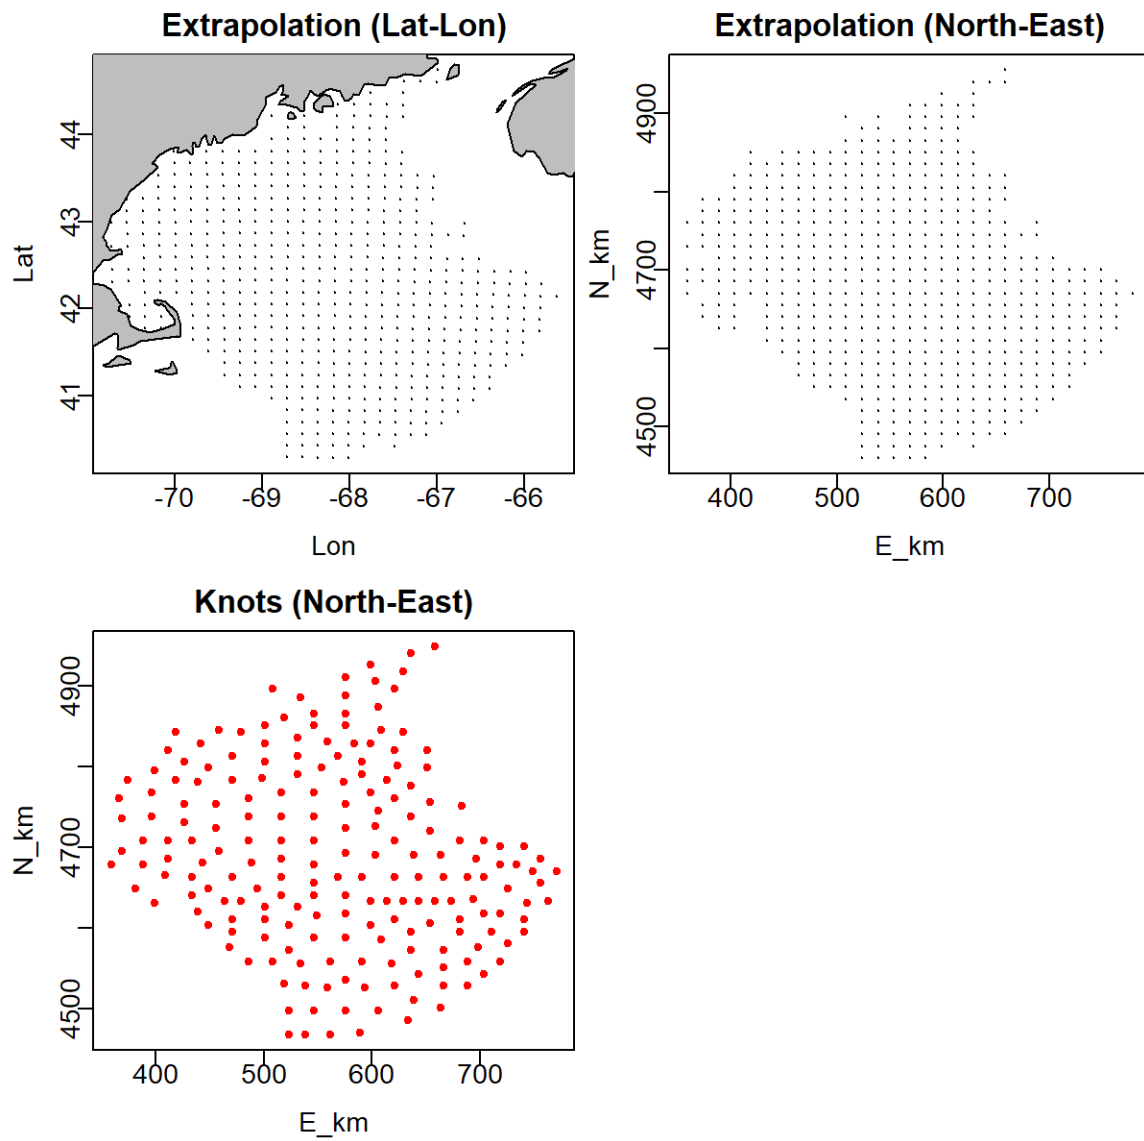 Extrapolation (Lat-Lon)
Lat
44
43
42
41
-70
-69
-68
-67
-66
Lon
Extrapolation (North-East)
N_km
4900
4700
4500
400
500
600
700
E_km
Knots (North-East)
N_km
4900
4700
4500
400
500
600
700
E_km